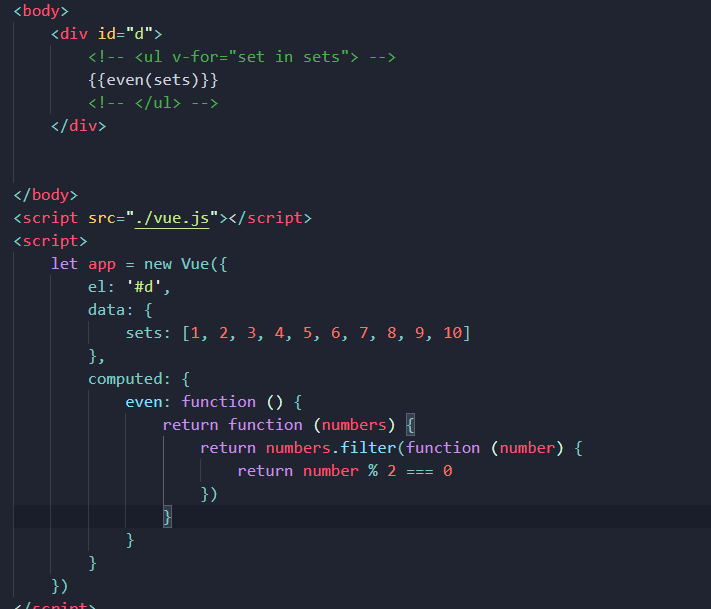 <body>
<div id="d">
<!-- <ul v-for="set in sets"> -->
{{even(sets)}}
<!-- </ul> -->
</div>
</body>
<script src="./vue.js"></script>
<script>
let app = new Vue({
el: '#d',
data: {
sets: [1, 2, 3, 4, 5, 6, 7, 8, 9, 10]
},
computed: {
even: function () {
return function (numbers) {
return numbers.filter(function (number) {
return number % 2 === 0
})
}
}
}
})
</script>